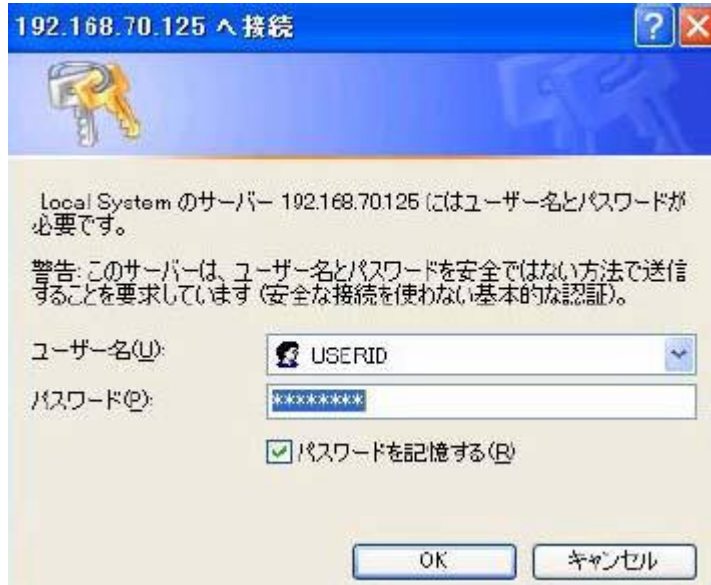 192.168.70.125 へ接続
Local System のサーバー 192.168.70.125 にはユーザー名とパスワードが
必要です。
警告: このサーバーは、ユーザー名とパスワードを安全ではない方法で送信
することを要求しています (安全な接続を使わない基本的な認証)。
ユーザー名(U):
USERID
パスワード(P):
********
パスワードを記憶する(R)
OK
キャンセル